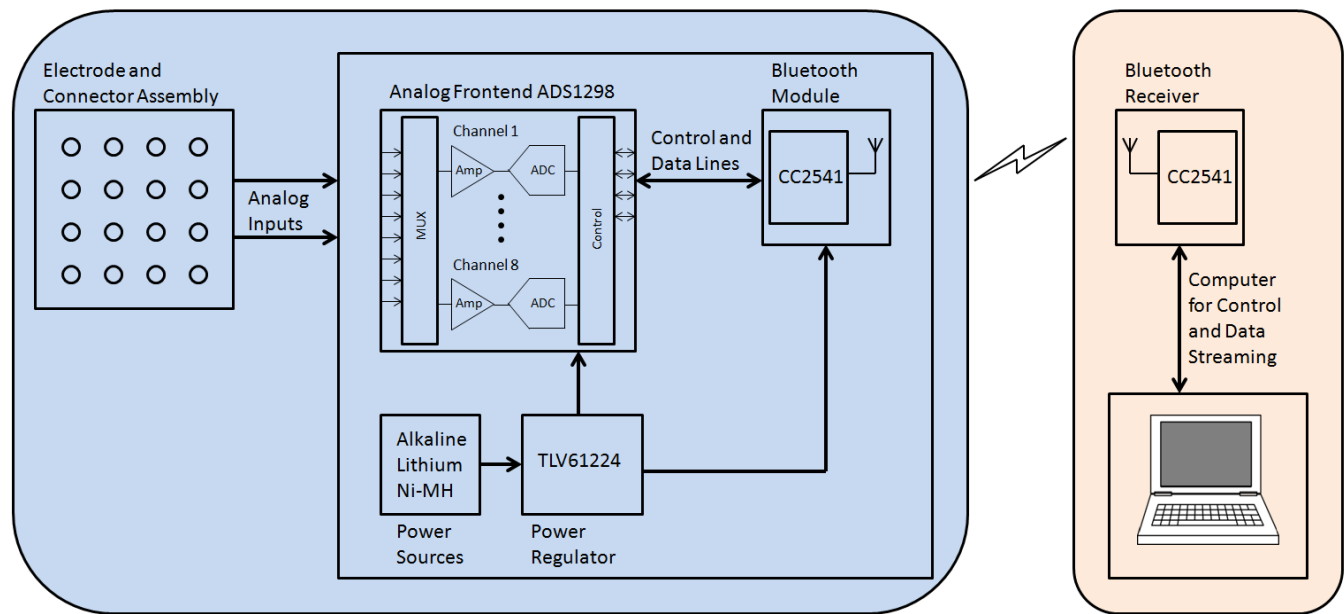 Electrode and
Connector Assembly
Analog
Inputs
Analog Frontend ADS1298
MUX
Channel 1
Amp
ADC
Channel 8
Amp
ADC
Control
Control and
Data Lines
Bluetooth
Module
CC2541
Alkaline
Lithium
Ni-MH
Power
Sources
TLV61224
Power
Regulator
Bluetooth
Receiver
CC2541
Computer
for Control
and Data
Streaming